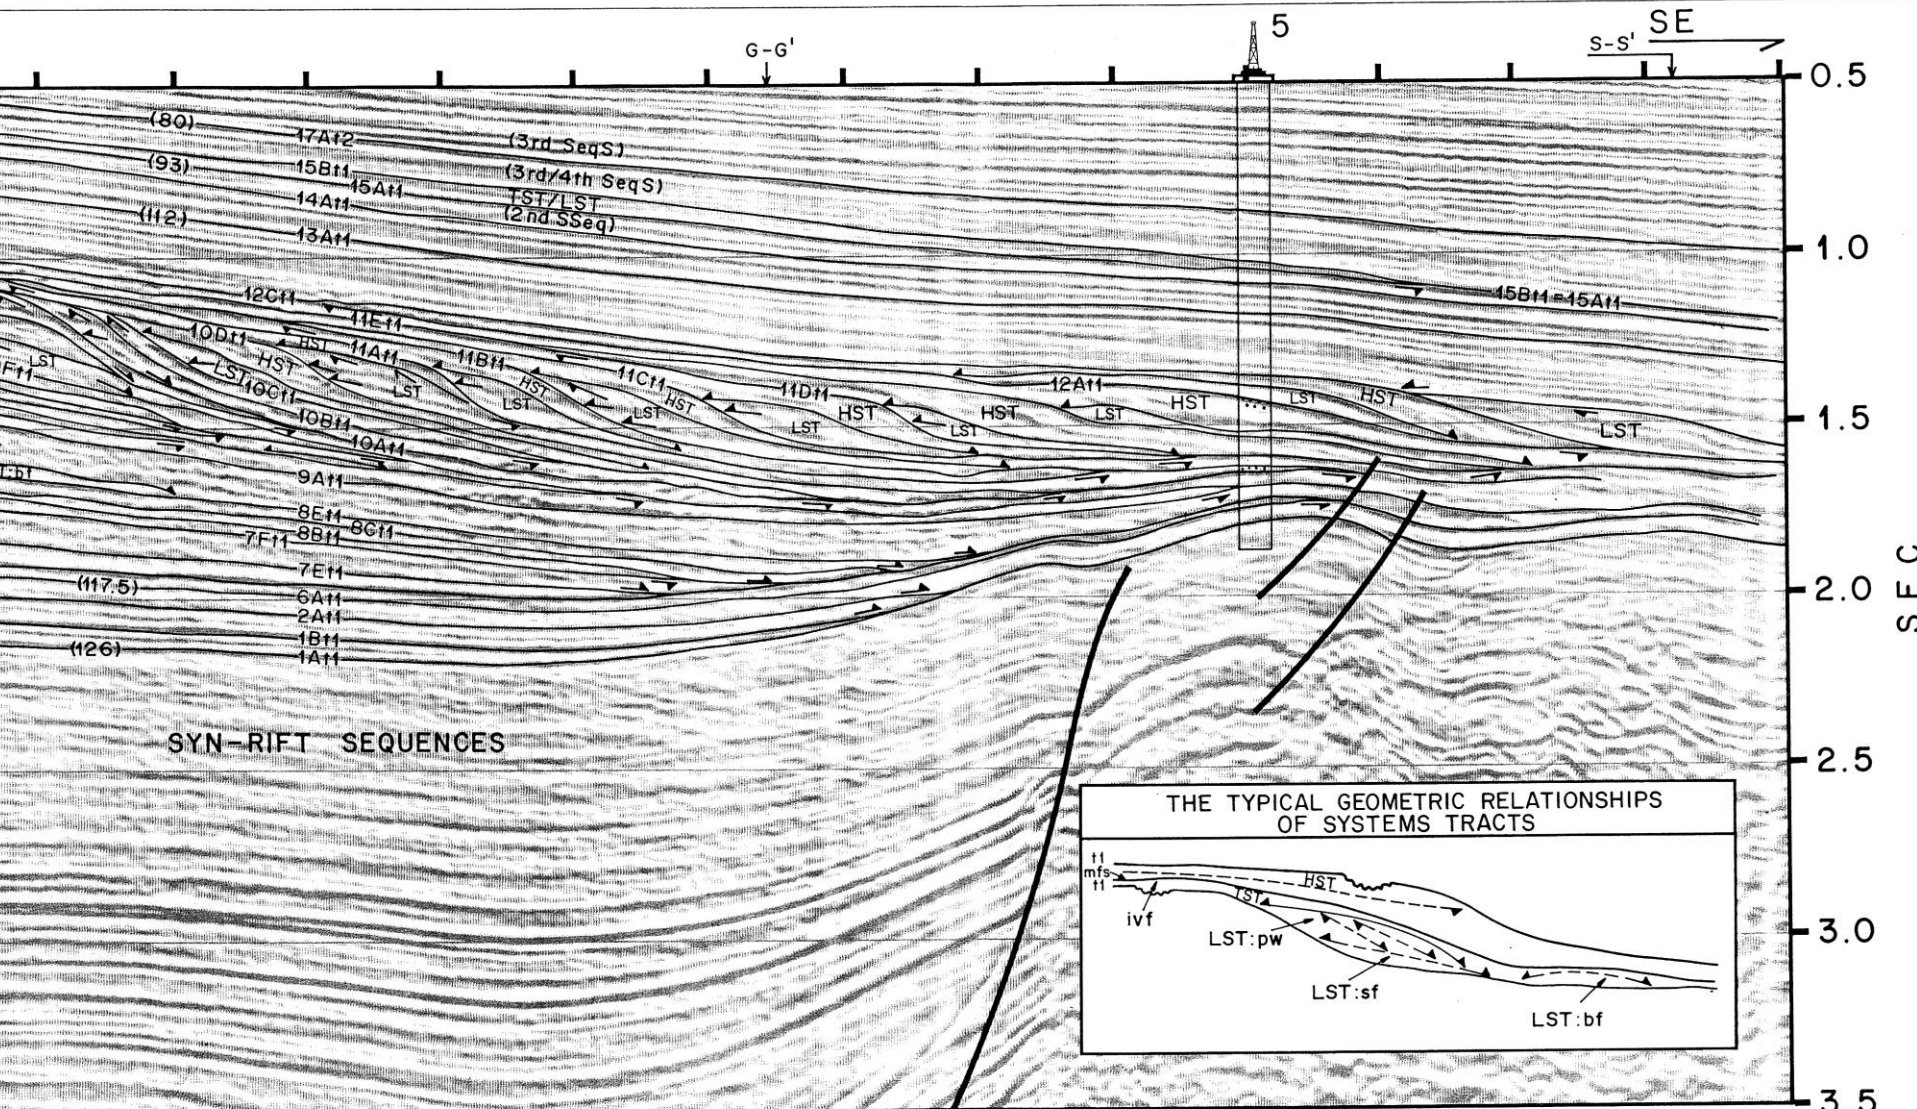 5
SE
G-G'
S-S'
0.5
(80)
17At2
(3rd SeqS)
(93)
15Bt1
(3rd/4th SeqS)
15At1
TST/LST
14At1
(2nd SSeq)
(112)
13At1
1.0
15Bt1=15At1
12Ct1
11Et1
10Dt1
HST
11At1
11Bt1
LST
HST
LST
Ft1
10Ct1
LST
HST
LST
11Ct1
HST
LST
11Dt1
HST
LST
LST
HST
12At1
LST
HST
LST
HST
LST
1.5
10Bt1
10At1
T:bf
9At1
8Et1
8Ct1
8Bt1
7Ft1
7Et1
(117.5)
6At1
2At1
1Bt1
(126)
1At1
2.0
SEC
SYN-RIFT SEQUENCES
2.5
THE TYPICAL GEOMETRIC RELATIONSHIPS
OF SYSTEMS TRACTS
t1
mfs
t1
HST
TST
ivf
LST:pw
LST:sf
LST:bf
3.0
3.5